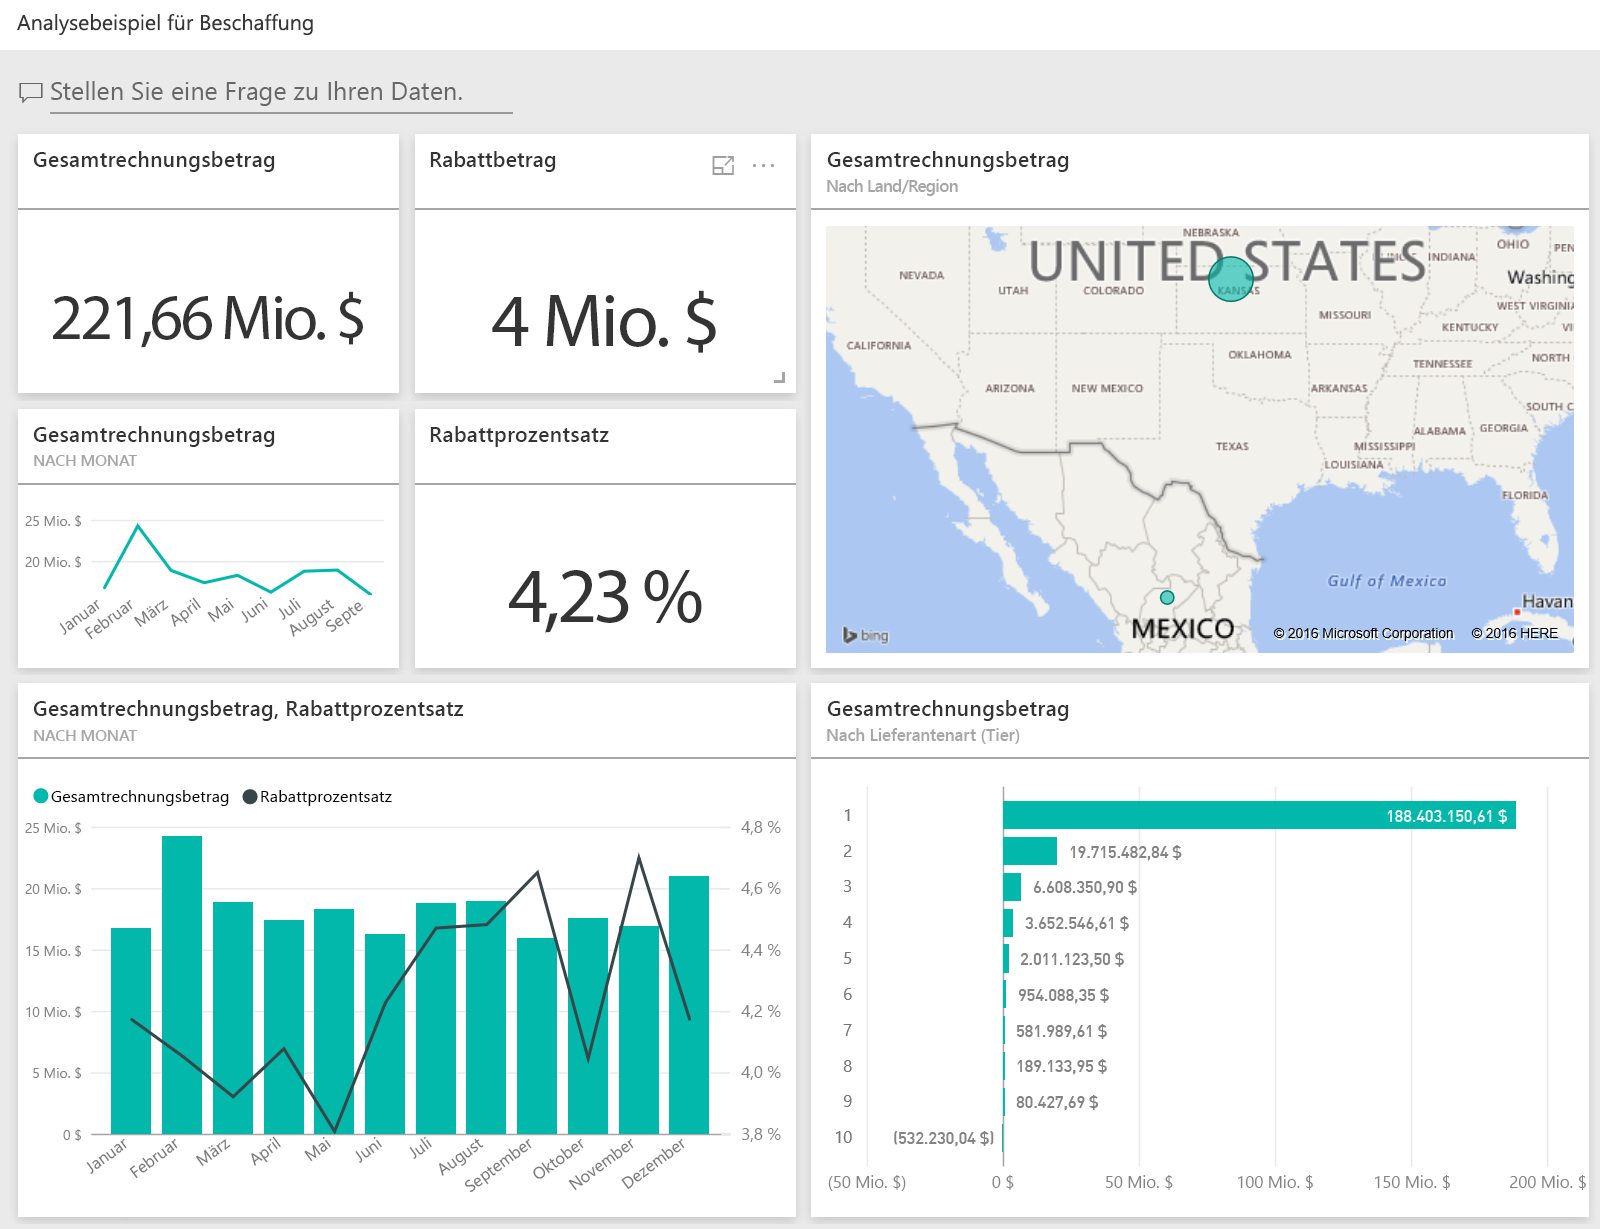 Analysebeispiel für Beschaffung
Stellen Sie eine Frage zu Ihren Daten.
Gesamtrechnungsbetrag
221,66 Mio. $
Rabattbetrag
...
4 Mio. $
Gesamtrechnungsbetrag
Nach Land/Region
NEBRASKA
UNITED STATES
OHIO
PEN
INDIANA
NEVADA
Washing
UTAH
COLORADO
KANSAS
WEST VIRGINIA
MISSOURI
KENTUCKY
VI
CALIFORNIA
OKLAHOMA
TENNESSEE
NORTH
ARIZONA
NEW MEXICO
ARKANSAS
SOUTH C
ALABAMA
GEORGIA
TEXAS
MISSISSIPPI
LOUISIANA
FLORIDA
Gulf of Mexico
Havan
MEXICO
bing
© 2016 Microsoft Corporation
© 2016 HERE
Gesamtrechnungsbetrag
NACH MONAT
25 Mio. $
20 Mio. $
Januar
Februar
März
April
Mai
Juni
Juli
August
Septe.
Rabattprozentsatz
4,23 %
Gesamtrechnungsbetrag, Rabattprozentsatz
NACH MONAT
Gesamtrechnungsbetrag
Rabattprozentsatz
25 Mio. $
20 Mio. $
15 Mio. $
10 Mio. $
5 Mio. $
0 $
4,8 %
4,6 %
4,4 %
4,2 %
4,0 %
3,8 %
Januar
Februar
März
April
Mai
Juni
Juli
August
September
Oktober
November
Dezember
Gesamtrechnungsbetrag
Nach Lieferantenart (Tier)
1 188.403.150,61 $
2 19.715.482,84 $
3 6.608.350,90 $
4 3.652.546,61 $
5 2.011.123,50 $
6 954.088,35 $
7 581.989,61 $
8 189.133,95 $
9 80.427,69 $
10 (532.230,04 $)
(50 Mio. $)
0 $
50 Mio. $
100 Mio. $
150 Mio. $
200 Mio. $